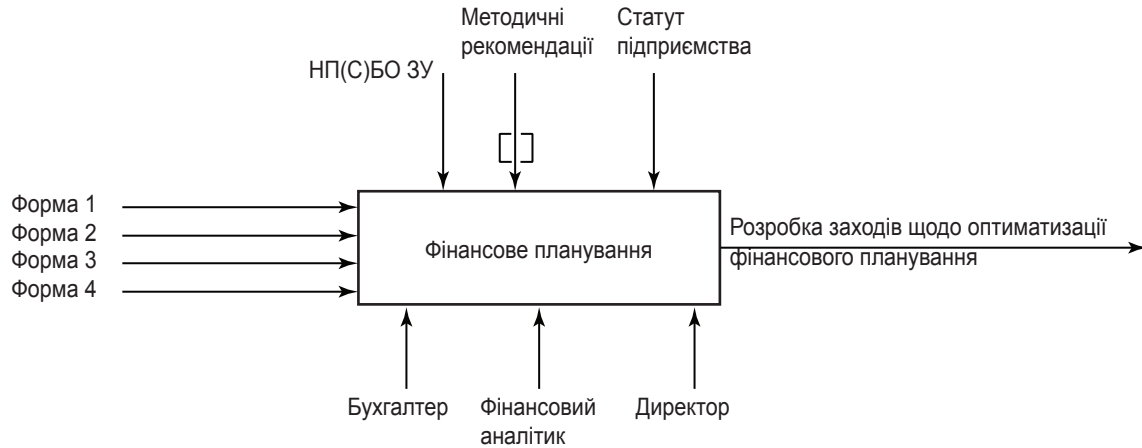 Методичні
рекомендації
Статут
підприємства
НП(С)БО ЗУ
Форма 1
Форма 2
Форма 3
Форма 4
Фінансове планування
Розробка заходів щодо оптиматизації
фінансового планування
Бухгалтер
Фінансовий
аналітик
Директор